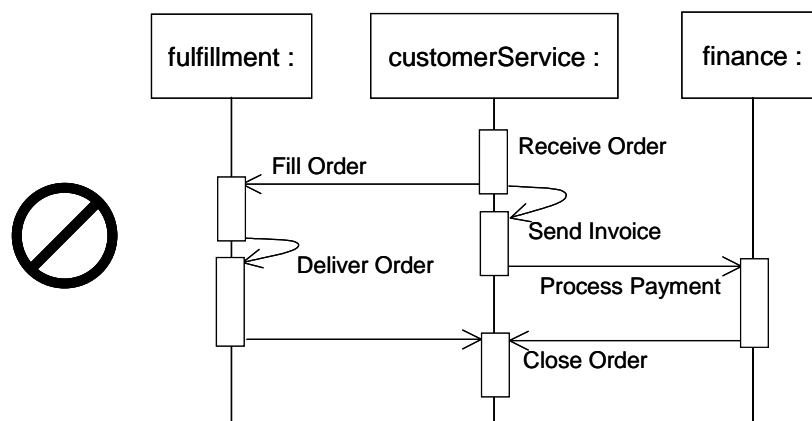 fulfillment :
customerService :
finance :
Receive Order
Fill Order
Send Invoice
Deliver Order
Process Payment
Close Order